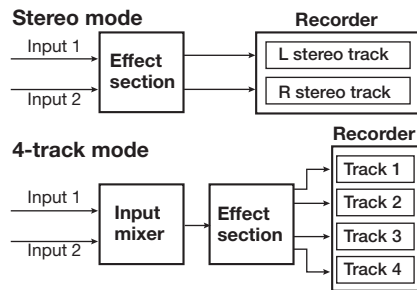 Stereo mode
Recorder
Input 1
Effect
section
L stereo track
Input 2
R stereo track
4-track mode
Recorder
Input 1
Input
mixer
Effect
section
Track 1
Track 2
Input 2
Track 3
Track 4